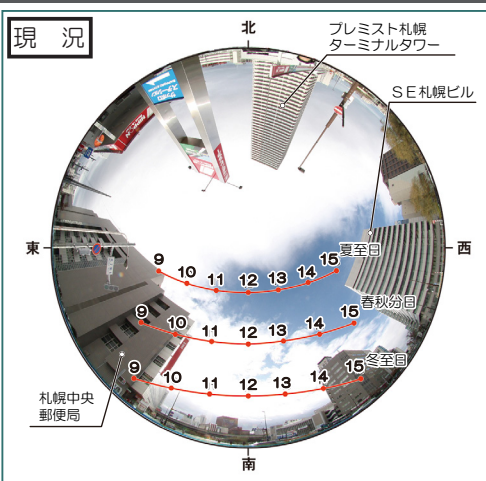 現 況
北
プレミスト札幌
ターミナルタワー
SE札幌ビル
東
西
9 10 11 12 13 14 15
夏至日
9 10 11 12 13 14 15
春秋分日
9 10 11 12 13 14 15
冬至日
札幌中央
郵便局
南